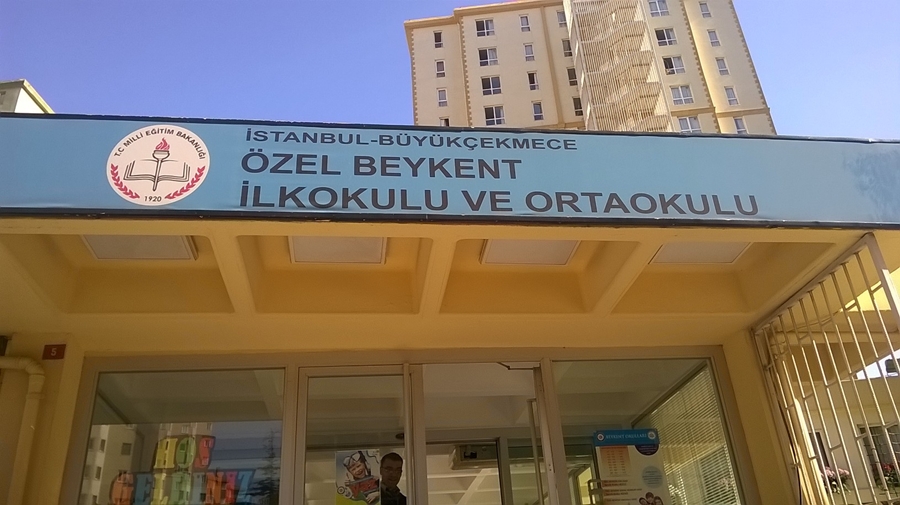 T.C MİLLİ EĞİTİM BAKANLIĞI
1920
İSTANBUL-BÜYÜKÇEKMECE
ÖZEL BEYKENT
İLKOKULU VE ORTAOKULU
5